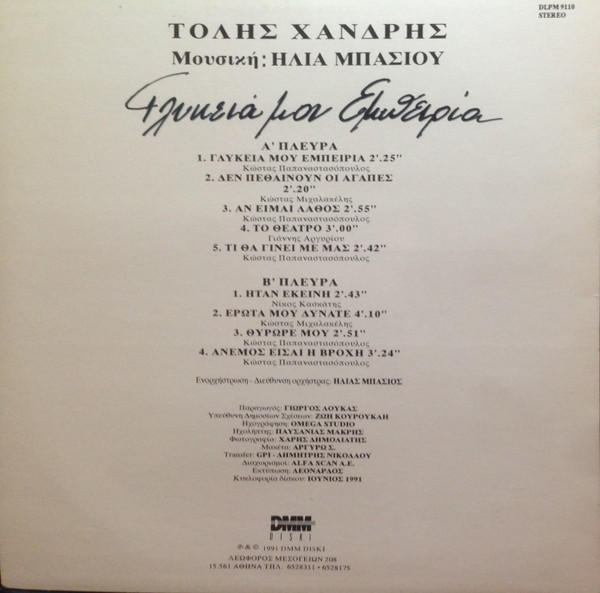 DLPM 9110
STEREO
ΤΟΛΗΣ ΧΑΝΔΡΗΣ
Μουσική: ΗΛΙΑ ΜΠΑΣΙΟΥ
Γλυκειά μου Εμπειρία
Α' ΠΛΕΥΡΑ
1. ΓΛΥΚΕΙΑ ΜΟΥ ΕΜΠΕΙΡΙΑ 2'.25''
Κώστας Παπαναστασόπουλος
2. ΔΕΝ ΠΕΘΑΙΝΟΥΝ ΟΙ ΑΓΑΠΕΣ
2'.20''
Κώστας Μιχαλακέλης
3. ΑΝ ΕΙΜΑΙ ΛΑΘΟΣ 2'.55''
Κώστας Παπαναστασόπουλος
4. ΤΟ ΘΕΑΤΡΟ 3'.00''
Γιάννης Αργυρίου
5. ΤΙ ΘΑ ΓΙΝΕΙ ΜΕ ΜΑΣ 2'.42''
Κώστας Παπαναστασόπουλος
Β' ΠΛΕΥΡΑ
1. ΗΤΑΝ ΕΚΕΙΝΗ 2'.43''
Νίκος Κασκάτης
2. ΕΡΩΤΑ ΜΟΥ ΔΥΝΑΤΕ 4'.10''
Κώστας Μιχαλακέλης
3. ΘΥΡΩΡΕ ΜΟΥ 2'.51''
Κώστας Παπαναστασόπουλος
4. ΑΝΕΜΟΣ ΕΙΣΑΙ Η ΒΡΟΧΗ 3'.24''
Κώστας Παπαναστασόπουλος
Ενορχήστρωση - Διεύθυνση ορχήστρας: ΗΛΙΑΣ ΜΠΑΣΙΟΣ
Παραγωγός: ΓΙΩΡΓΟΣ ΛΟΥΚΑΣ
Υπεύθυνη Δημοσίων Σχέσεων: ΖΩΗ ΚΟΥΡΟΥΚΛΗ
Ηχογράφηση: OMEGA STUDIO
Ηχολήπτης: ΠΑΥΣΑΝΙΑΣ ΜΑΚΡΗΣ
Φωτογραφία: ΧΑΡΗΣ ΔΗΜΟΛΙΑΤΗΣ
Μακέτα: ΑΡΓΥΡΩ Σ.
Transfer: GPI - ΔΗΜΗΤΡΗΣ ΝΙΚΟΛΑΟΥ
Διαχωρισμοί: ALFA SCAN A.E.
Εκτύπωση: ΛΕΟΝΑΡΔΟΣ
Κυκλοφορία δίσκου: ΙΟΥΝΙΟΣ 1991
DMM
DISKI
℗ & © 1991 DMM DISKI
ΛΕΩΦΟΡΟΣ ΜΕΣΟΓΕΙΩΝ 208
15.561 ΑΘΗΝΑ ΤΗΛ. 6528311 • 6528175